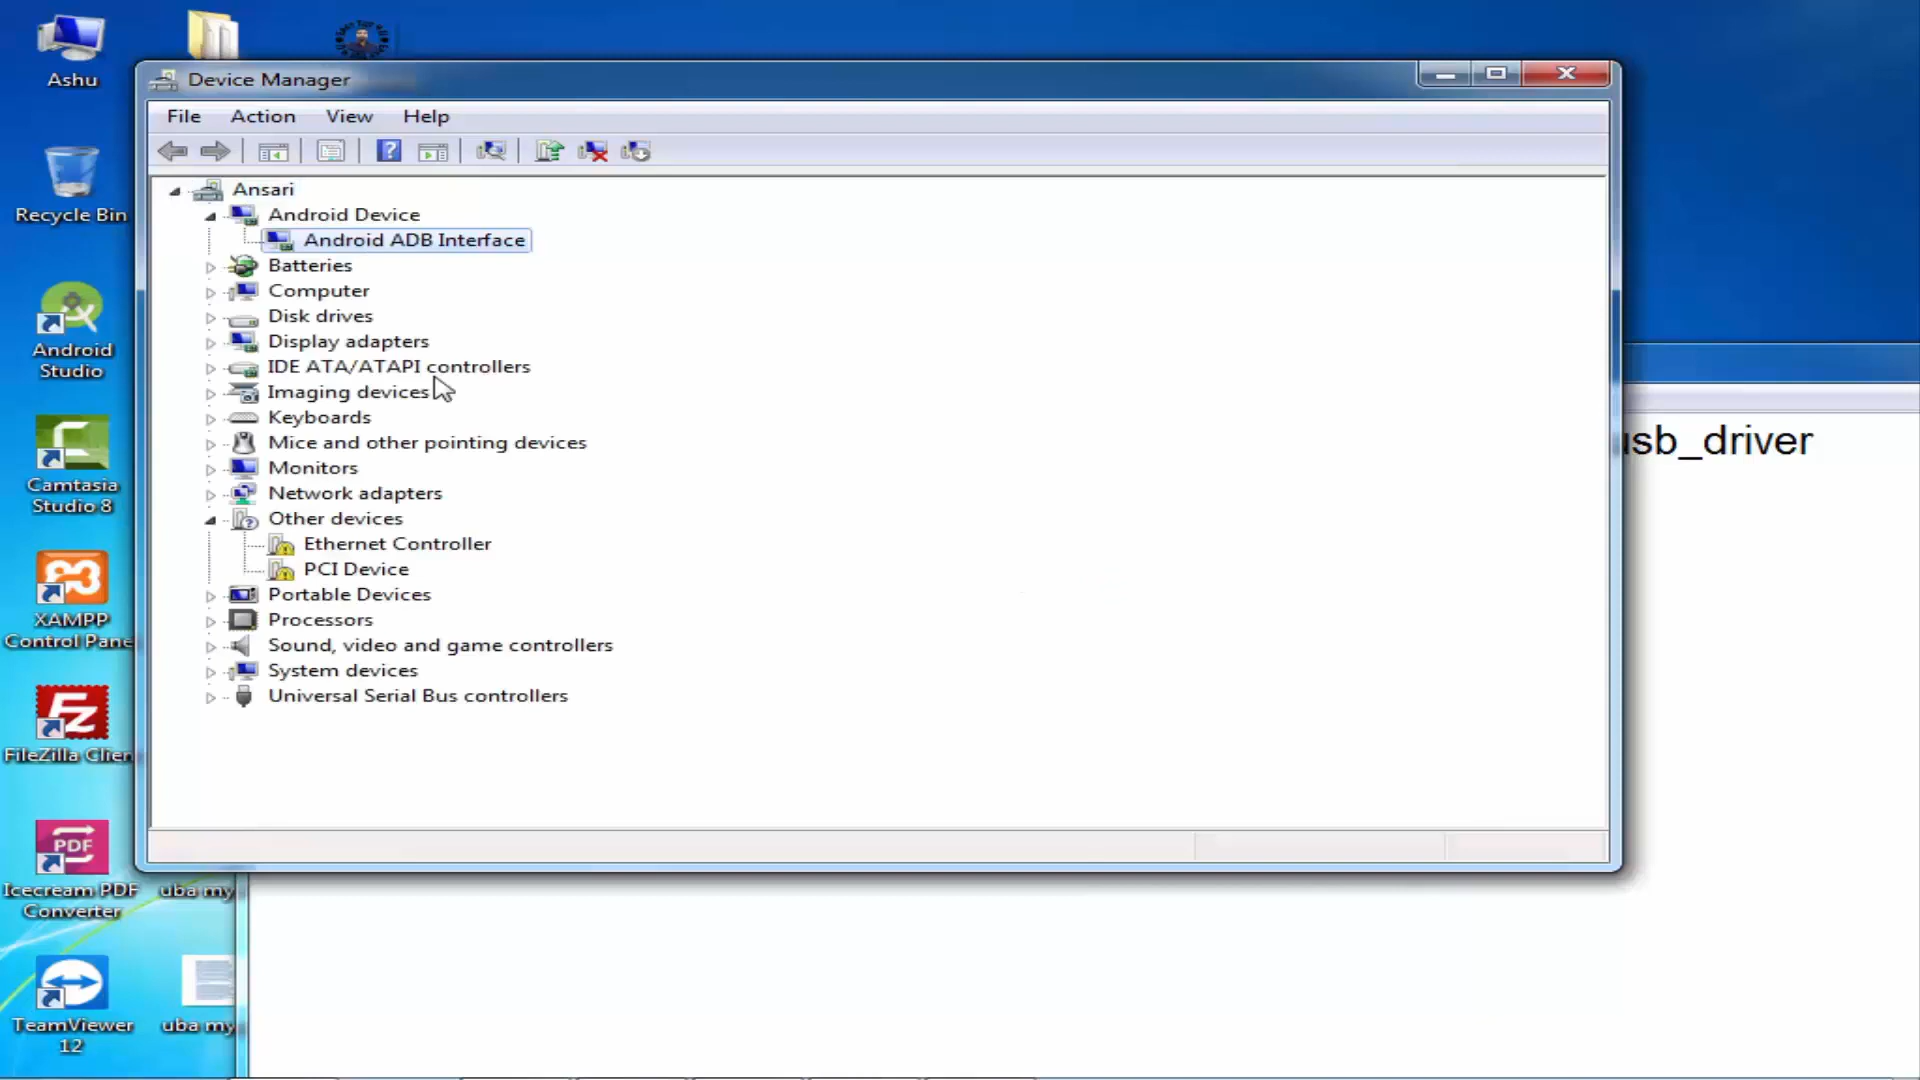 Ashu
Device Manager
File Action View Help
Recycle Bin
Ansari
Android Device
Android ADB Interface
Batteries
Computer
Disk drives
Display adapters
IDE ATA/ATAPI controllers
Imaging devices
Keyboards
Mice and other pointing devices
Monitors
Network adapters
Other devices
Ethernet Controller
PCI Device
Portable Devices
Processors
Sound, video and game controllers
System devices
Universal Serial Bus controllers
Android
Studio
Camtasia
Studio 8
XAMPP
Control Pane
FileZilla Clien
PDF
Icecream PDF
Converter
TeamViewer
12
uba my
uba my
usb_driver